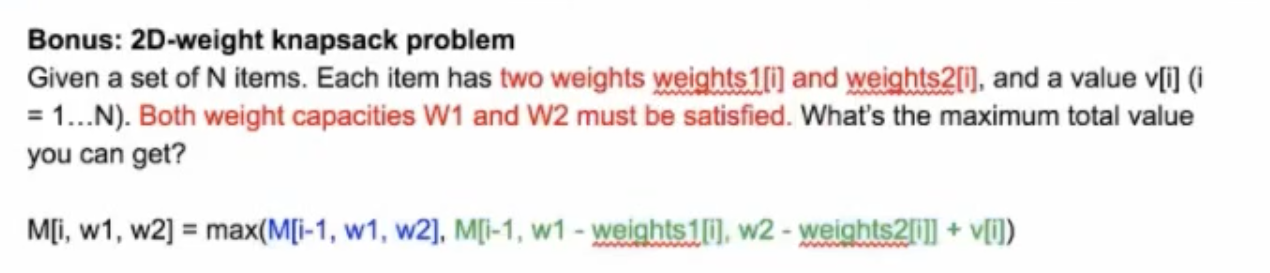 Bonus: 2D-weight knapsack problem
Given a set of N items. Each item has two weights weights1[i] and weights2[i], and a value v[i] (i
= 1...N). Both weight capacities W1 and W2 must be satisfied. What's the maximum total value
you can get?
M[i, w1, w2] = max(M[i-1, w1, w2], M[i-1, w1 - weights1[i], w2 - weights2[i]] + v[i])